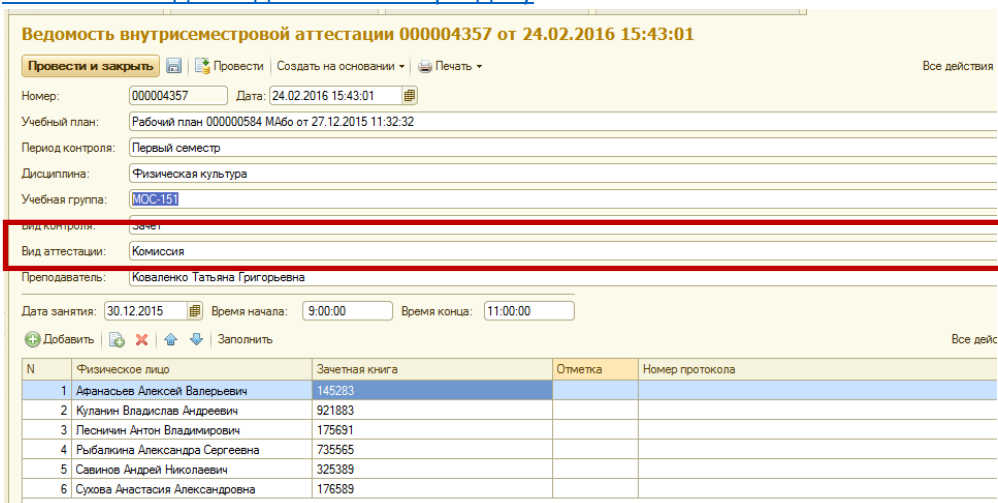 Ведомость внутрисеместровой аттестации 000004357 от 24.02.2016 15:43:01
Провести и закрыть Провести Создать на основании Печать Все действия
Номер: 000004357 Дата: 24.02.2016 15:43:01
Учебный план: Рабочий план 000000584 МАбо от 27.12.2015 11:32:32
Период контроля: Первый семестр
Дисциплина: Физическая культура
Учебная группа: МОС-151
Вид контроля: Зачет
Вид аттестации: Комиссия
Преподаватель: Коваленко Татьяна Григорьевна
Дата занятия: 30.12.2015 Время начала: 9:00:00 Время конца: 11:00:00
Добавить Заполнить Все дейс
N Физическое лицо Зачетная книга Отметка Номер протокола
1 Афанасьев Алексей Валерьевич 145283
2 Куланин Владислав Андреевич 921883
3 Лесничин Антон Владимирович 175691
4 Рыбалкина Александра Сергеевна 735565
5 Савинов Андрей Николаевич 325389
6 Сухова Анастасия Александровна 176589